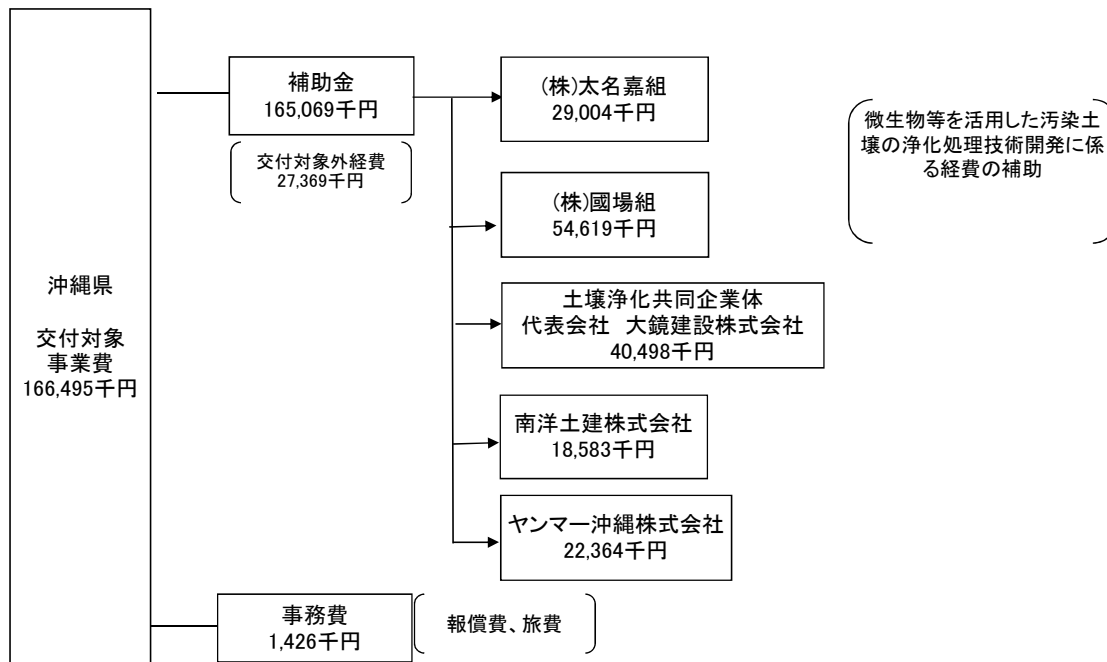 沖縄県
交付対象
事業費
166,495千円
補助金
165,069千円
交付対象外経費
27,369千円
(株)太名嘉組
29,004千円
(株)國場組
54,619千円
土壌浄化共同企業体
代表会社　大鏡建設株式会社
40,498千円
南洋土建株式会社
18,583千円
ヤンマー沖縄株式会社
22,364千円
微生物等を活用した汚染土
壌の浄化処理技術開発に係
る経費の補助
事務費
1,426千円
報償費、旅費